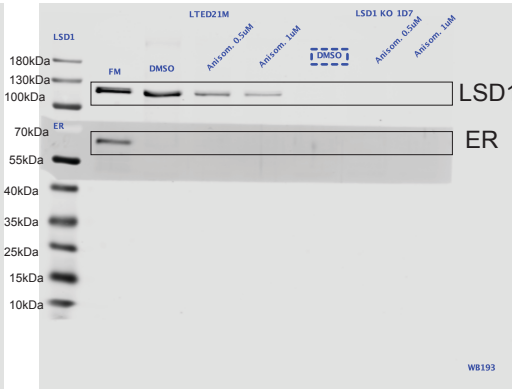 LTED21M
LSD1 KO 1D7
LSD1
FM
DMSO
Anisom. 0.5uM
Anisom. 1uM
DMSO
Anisom. 0.5uM
Anisom. 1uM
180kDa
130kDa
100kDa
LSD1
ER
70kDa
ER
55kDa
40kDa
35kDa
25kDa
15kDa
10kDa
WB193